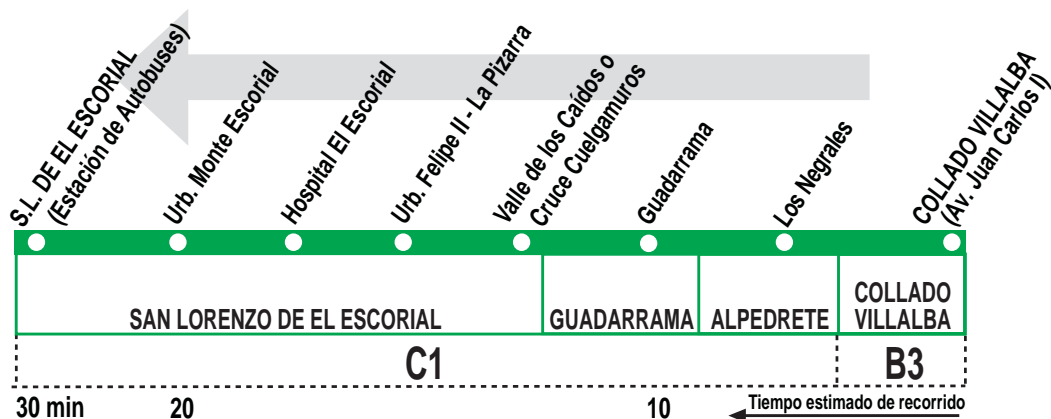 S.L. DE EL ESCORIAL
(Estación de Autobuses)
Urb. Monte Escorial
Hospital El Escorial
Urb. Felipe II - La Pizarra
Valle de los Caídos o
Cruce Cuelgamuros
Guadarrama
Los Negrales
COLLADO VILLALBA
(Av. Juan Carlos I)
SAN LORENZO DE EL ESCORIAL
GUADARRAMA
ALPEDRETE
COLLADO
VILLALBA
C1
B3
30 min
20
10
Tiempo estimado de recorrido